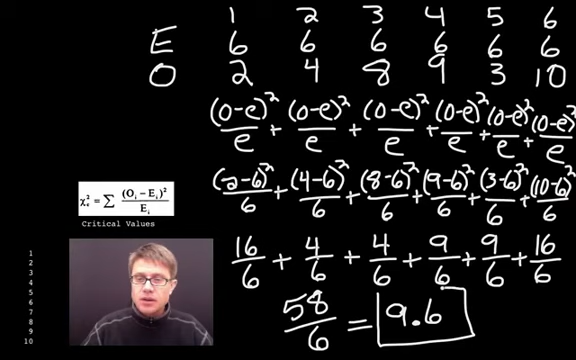 1 2 3 4 5 6
E 6 6 6 6 6 6
O 2 4 8 9 3 10
(O-e)²/e + (O-e)²/e + (O-e)²/e + (O-e)²/e + (O-e)²/e + (O-e)²/e
(2-6)²/6 + (4-6)²/6 + (8-6)²/6 + (9-6)²/6 + (3-6)²/6 + (10-6)²/6
16/6 + 4/6 + 4/6 + 9/6 + 9/6 + 16/6
58/6 = 9.6
χ²c = ∑ (Oi − Ei)²/Ei
Critical Values
1
2
3
4
5
6
7
8
9
10